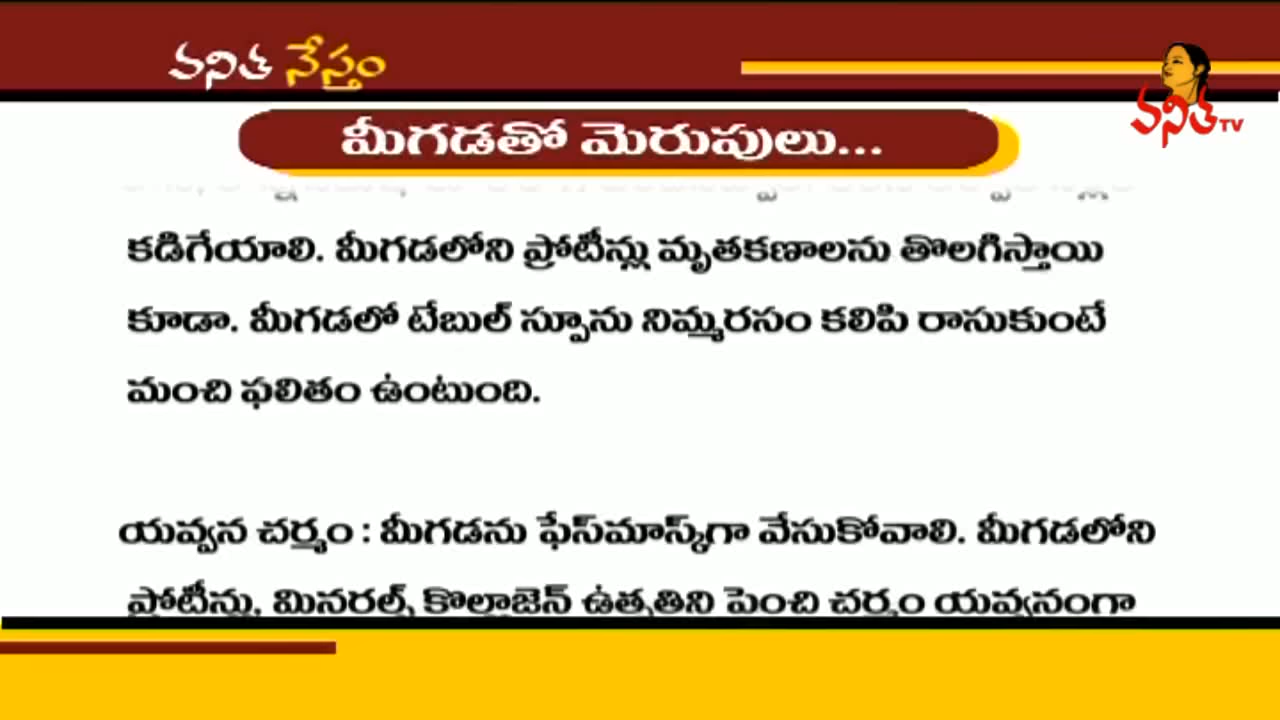 వనిత నేస్తం
వనిత TV
మీగడతో మెరుపులు...
కడిగేయాలి. మీగడలోని ప్రోటీన్లు మృతకణాలను తొలగిస్తాయి
కూడా. మీగడలో టేబుల్ స్పూను నిమ్మరసం కలిపి రాసుకుంటే
మంచి ఫలితం ఉంటుంది.
యవ్వన చర్మం : మీగడను ఫేస్‌మాస్క్‌గా వేసుకోవాలి. మీగడలోని
ప్రోటీన్లు, మినరల్స్ కొల్లాజెన్ ఉత్పత్తిని పెంచి చర్మం యవ్వనంగా